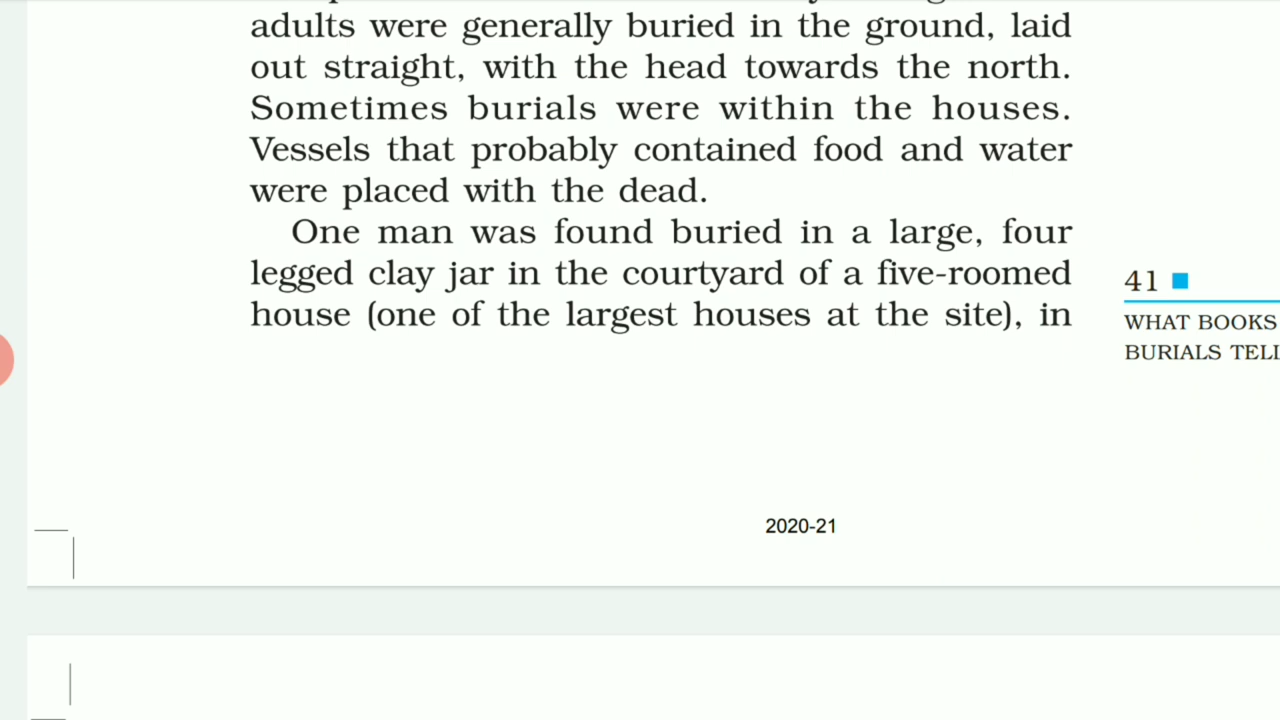 adults were generally buried in the ground, laid
out straight, with the head towards the north.
Sometimes burials were within the houses.
Vessels that probably contained food and water
were placed with the dead.
One man was found buried in a large, four
legged clay jar in the courtyard of a five-roomed
house (one of the largest houses at the site), in
41
WHAT BOOKS
BURIALS TELL
2020-21